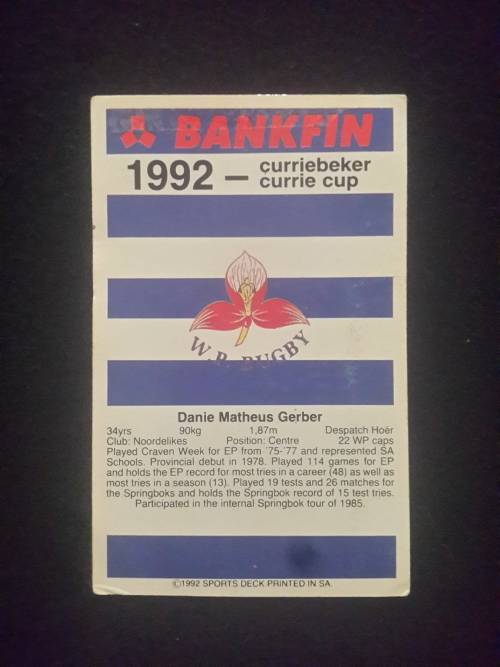 BANKFIN
1992 – curriebeker
currie cup
W.P. RUGBY
Danie Matheus Gerber
34yrs 90kg 1,87m Despatch Hoër
Club: Noordelikes Position: Centre 22 WP caps
Played Craven Week for EP from '75-'77 and represented SA
Schools. Provincial debut in 1978. Played 114 games for EP
and holds the EP record for most tries in a career (48) as well as
most tries in a season (13). Played 19 tests and 26 matches for
the Springboks and holds the Springbok record of 15 test tries.
Participated in the internal Springbok tour of 1985.
©1992 SPORTS DECK PRINTED IN SA.